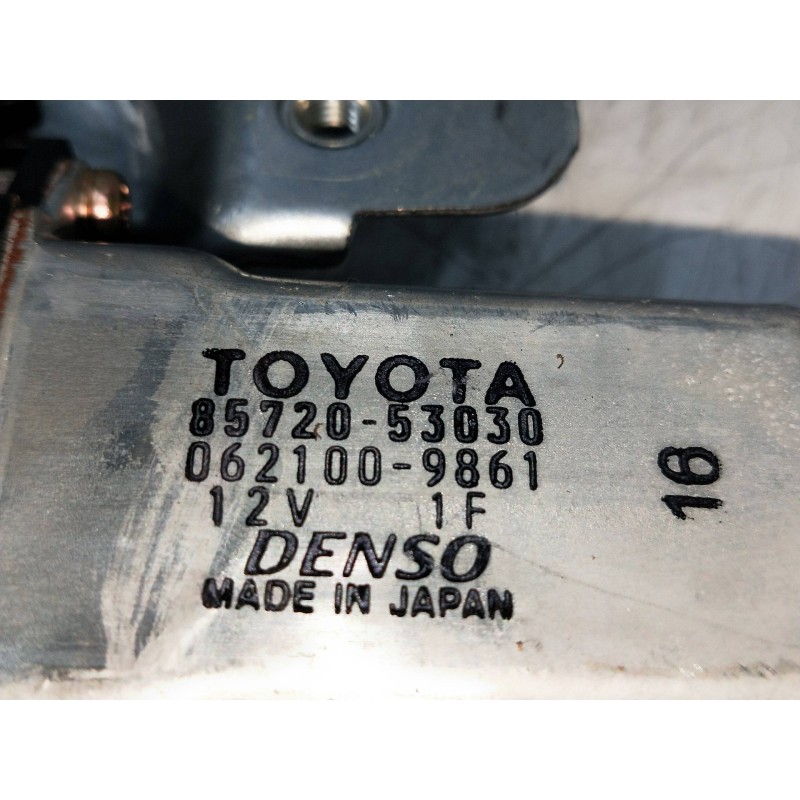 TOYOTA
85720-53030
062100-9861
12V 1F
DENSO
MADE IN JAPAN
16